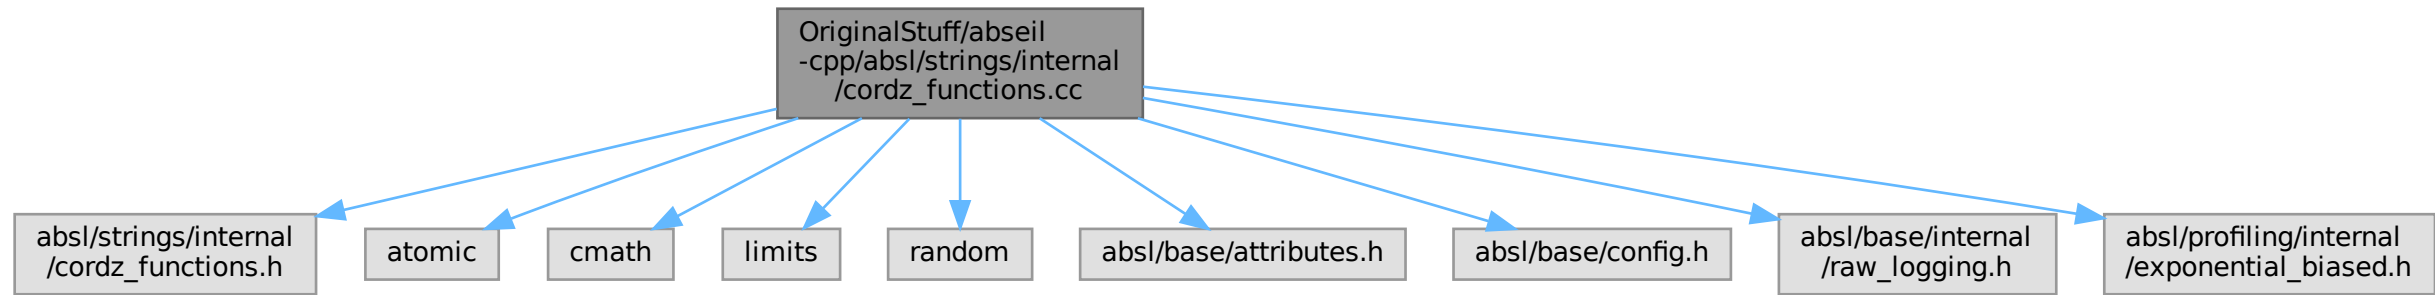 OriginalStuff/abseil
-cpp/absl/strings/internal
/cordz_functions.cc
absl/strings/internal
/cordz_functions.h
atomic
cmath
limits
random
absl/base/attributes.h
absl/base/config.h
absl/base/internal
/raw_logging.h
absl/profiling/internal
/exponential_biased.h